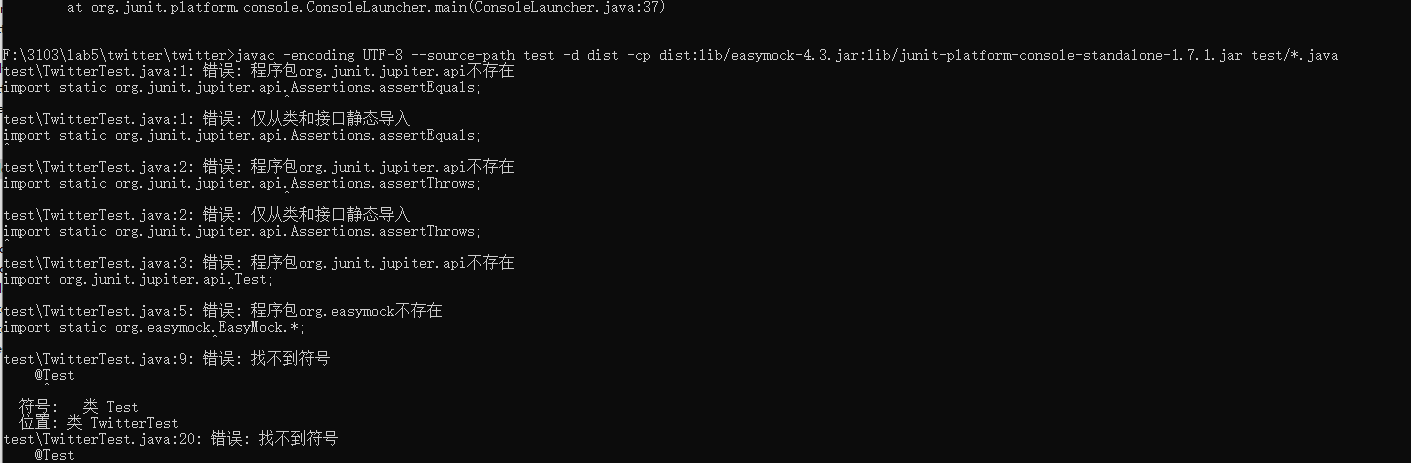 at org.junit.platform.console.ConsoleLauncher.main(ConsoleLauncher.java:37)
F:\3103\lab5\twitter\twitter>javac -encoding UTF-8 --source-path test -d dist -cp dist:lib/easymock-4.3.jar:lib/junit-platform-console-standalone-1.7.1.jar test/*.java
test\TwitterTest.java:1: 错误: 程序包org.junit.jupiter.api不存在
import static org.junit.jupiter.api.Assertions.assertEquals;
^
test\TwitterTest.java:1: 错误: 仅从类和接口静态导入
import static org.junit.jupiter.api.Assertions.assertEquals;
^
test\TwitterTest.java:2: 错误: 程序包org.junit.jupiter.api不存在
import static org.junit.jupiter.api.Assertions.assertThrows;
^
test\TwitterTest.java:2: 错误: 仅从类和接口静态导入
import static org.junit.jupiter.api.Assertions.assertThrows;
^
test\TwitterTest.java:3: 错误: 程序包org.junit.jupiter.api不存在
import org.junit.jupiter.api.Test;
^
test\TwitterTest.java:5: 错误: 程序包org.easymock不存在
import static org.easymock.EasyMock.*;
^
test\TwitterTest.java:9: 错误: 找不到符号
@Test
^
符号: 类 Test
位置: 类 TwitterTest
test\TwitterTest.java:20: 错误: 找不到符号
@Test